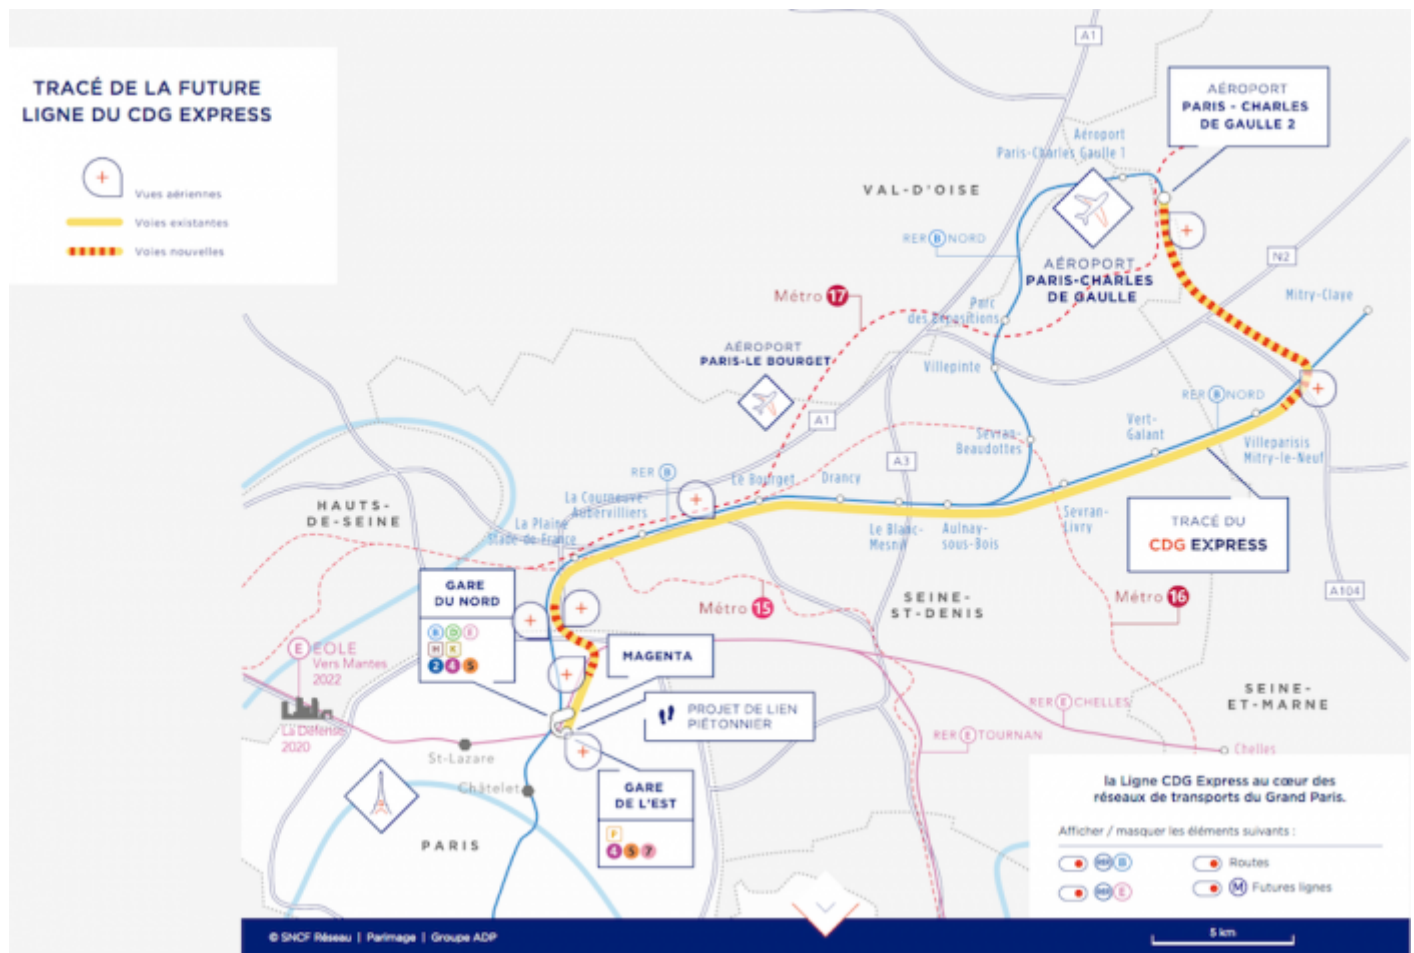 TRACÉ DE LA FUTURE
LIGNE DU CDG EXPRESS
Vues aériennes
Voies existantes
Voies nouvelles
A1
AÉROPORT
PARIS - CHARLES
DE GAULLE 2
Aéroport
Paris-Charles Gaulle 1
VAL-D'OISE
RER B NORD
AÉROPORT
PARIS-CHARLES
DE GAULLE
N2
Mitry-Claye
Métro 17
Parc
des Expositions
AÉROPORT
PARIS-LE BOURGET
Villepinte
RER B NORD
A1
Vert-
Galant
Sevran-
Beaudottes
Villeparisis
Mitry-le-Neuf
A3
RER B
Le Bourget
Drancy
La Courneuve-
Aubervilliers
HAUTS-
DE-SEINE
La Plaine
Stade de France
Le Blanc-
Mesnil
Aulnay-
sous-Bois
Sevran-
Livry
TRACÉ DU
CDG EXPRESS
GARE
DU NORD
B D E
H K
2 4 5
Métro 15
SEINE-
ST-DENIS
Métro 16
A104
E EOLE
Vers Mantes
2022
MAGENTA
PROJET DE LIEN
PIÉTONNIER
RER E CHELLES
SEINE-
ET-MARNE
La Défense
2020
RER E TOURNAN
Chelles
St-Lazare
Châtelet
GARE
DE L'EST
P
4 5 7
PARIS
la Ligne CDG Express au cœur des
réseaux de transports du Grand Paris.
Afficher / masquer les éléments suivants :
RER B
Routes
RER E
M Futures lignes
© SNCF Réseau | Parimage | Groupe ADP
5 km